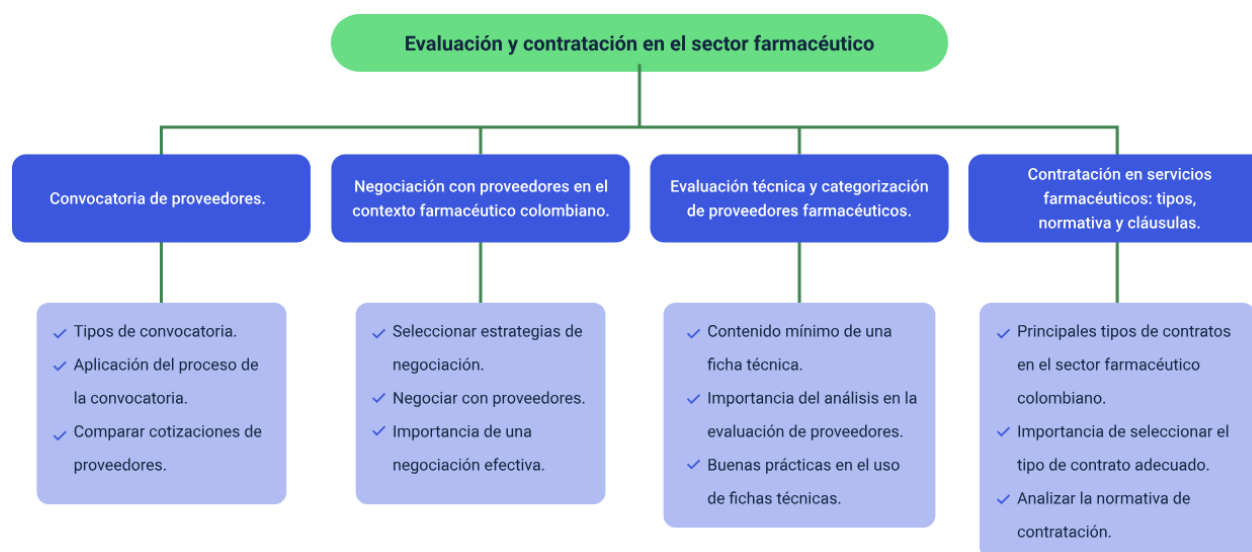 Evaluación y contratación en el sector farmacéutico
Convocatoria de proveedores.
Negociación con proveedores en el
contexto farmacéutico colombiano.
Evaluación técnica y categorización
de proveedores farmacéuticos.
Contratación en servicios
farmacéuticos: tipos,
normativa y cláusulas.
Tipos de convocatoria.
Aplicación del proceso de
la convocatoria.
Comparar cotizaciones de
proveedores.
Seleccionar estrategias de
negociación.
Negociar con proveedores.
Importancia de una
negociación efectiva.
Contenido mínimo de una
ficha técnica.
Importancia del análisis en la
evaluación de proveedores.
Buenas prácticas en el uso
de fichas técnicas.
Principales tipos de contratos
en el sector farmacéutico
colombiano.
Importancia de seleccionar el
tipo de contrato adecuado.
Analizar la normativa de
contratación.